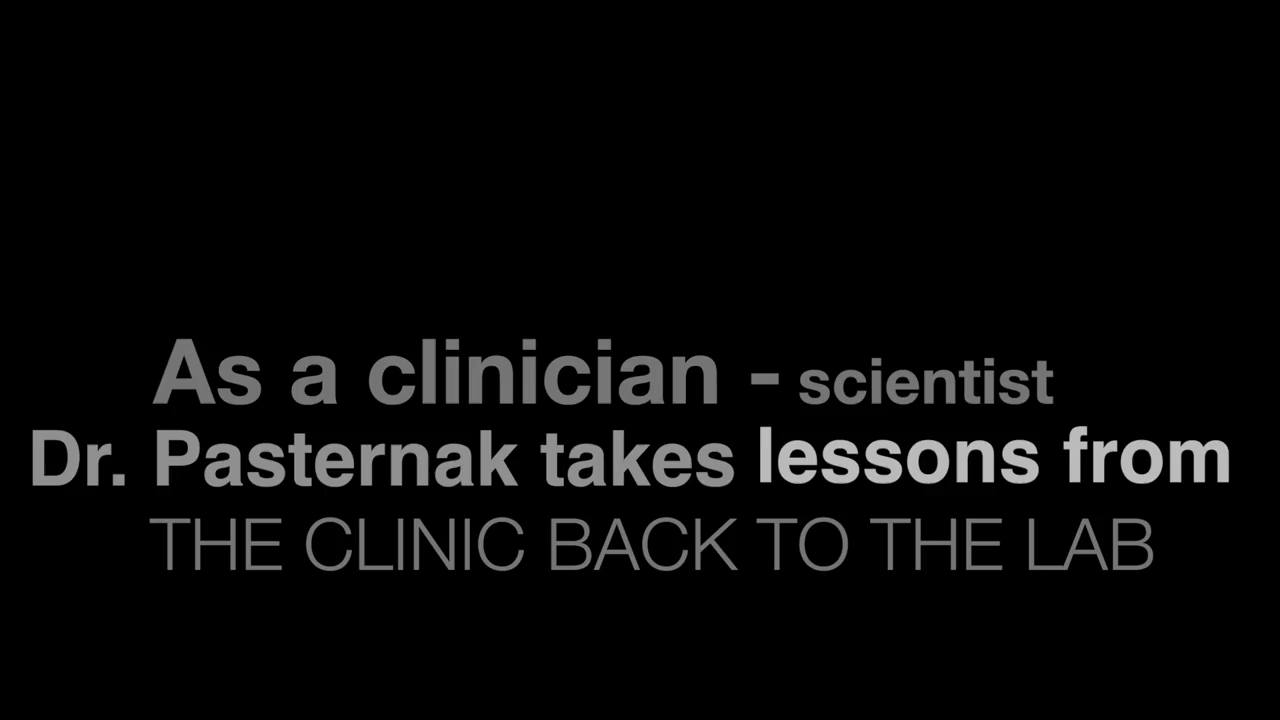 As a clinician - scientist
Dr. Pasternak takes lessons from
THE CLINIC BACK TO THE LAB